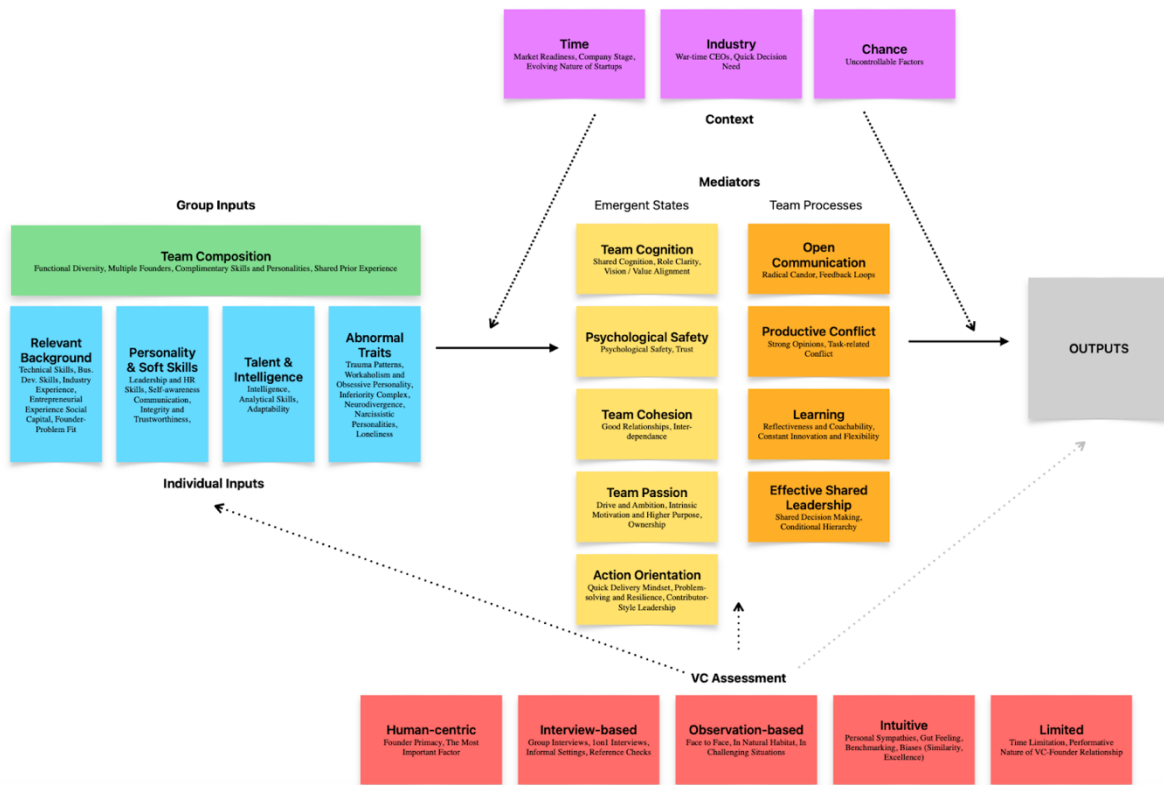 Time
Market Readiness, Company Stage,
Evolving Nature of Startups
Industry
War-time CEOs, Quick Decision
Need
Chance
Uncontrollable Factors
Context
Mediators
Group Inputs
Emergent States
Team Processes
Team Composition
Functional Diversity, Multiple Founders, Complimentary Skills and Personalities, Shared Prior Experience
Relevant
Background
Technical Skills, Bus.
Dev. Skills, Industry
Experience,
Entrepreneurial
Experience Social
Capital, Founder-
Problem Fit
Personality
& Soft Skills
Leadership and HR
Skills, Self-awareness
Communication,
Integrity and
Trustworthiness,
Talent &
Intelligence
Intelligence,
Analytical Skills,
Adaptability
Abnormal
Traits
Trauma Patterns,
Workaholism and
Obsessive Personality,
Inferiority Complex,
Neurodivergence,
Narcissistic
Personalities,
Loneliness
Individual Inputs
Team Cognition
Shared Cognition, Role Clarity,
Vision / Value Alignment
Psychological Safety
Psychological Safety, Trust
Team Cohesion
Good Relationships, Inter-
dependance
Team Passion
Drive and Ambition, Intrinsic
Motivation and Higher Purpose,
Ownership
Action Orientation
Quick Delivery Mindset, Problem-
solving and Resilience, Contributor-
Style Leadership
Open
Communication
Radical Candor, Feedback Loops
Productive Conflict
Strong Opinions, Task-related
Conflict
Learning
Reflectiveness and Coachability,
Constant Innovation and Flexibility
Effective Shared
Leadership
Shared Decision Making,
Conditional Hierarchy
OUTPUTS
VC Assessment
Human-centric
Founder Primacy, The Most
Important Factor
Interview-based
Group Interviews, 1on1 Interviews,
Informal Settings, Reference Checks
Observation-based
Face to Face, In Natural Habitat, In
Challenging Situations
Intuitive
Personal Sympathies, Gut Feeling,
Benchmarking, Biases (Similarity,
Excellence)
Limited
Time Limitation, Performative
Nature of VC-Founder Relationship